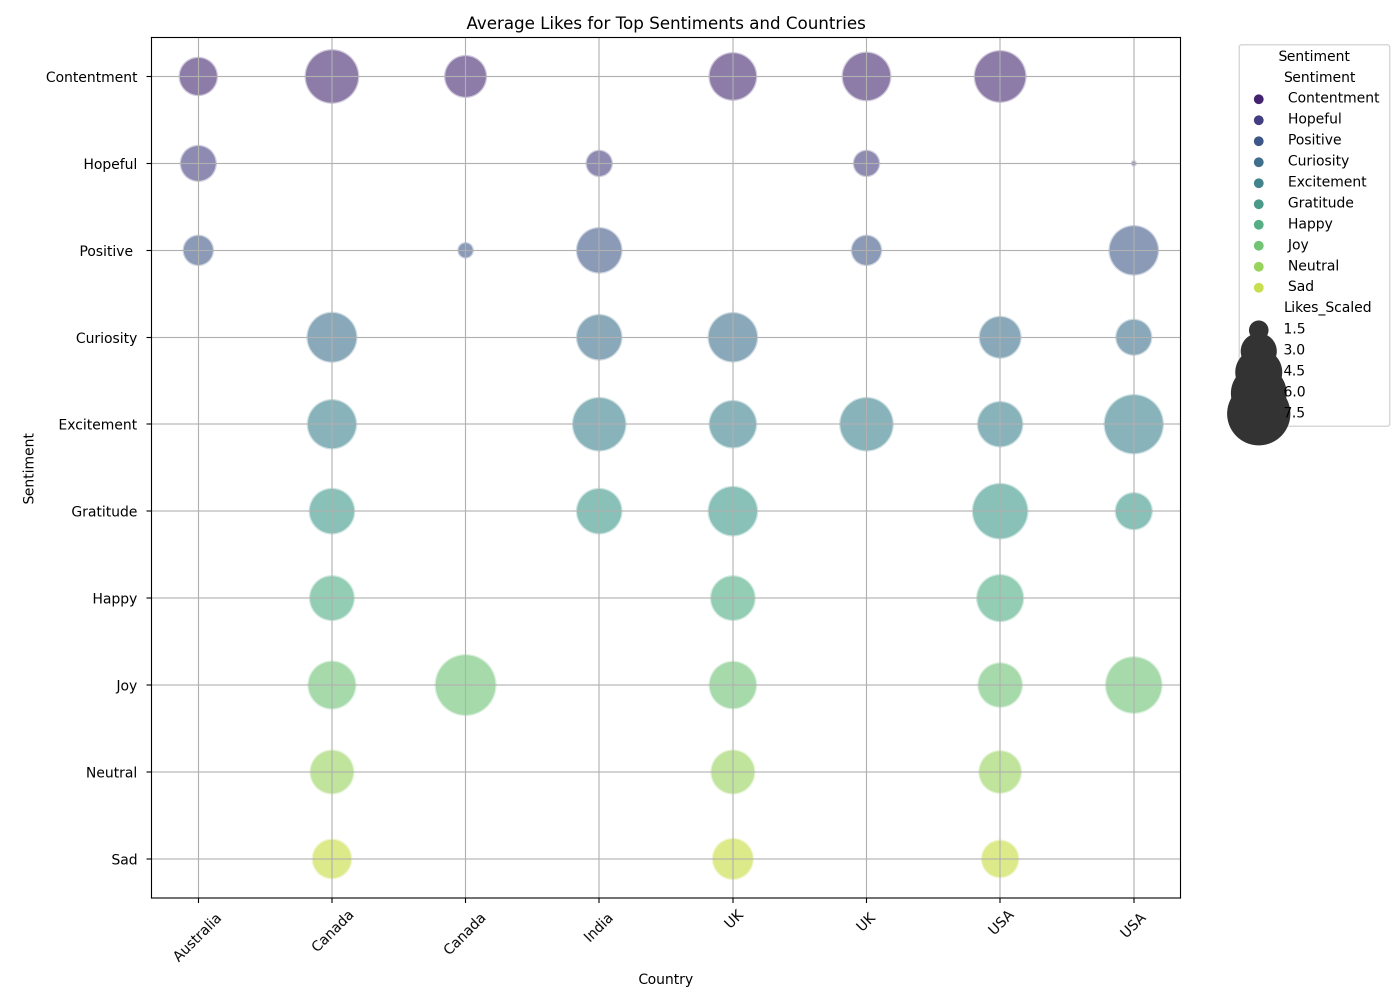 Average Likes for Top Sentiments and Countries
Contentment
Hopeful
Positive
Curiosity
Excitement
Gratitude
Happy
Joy
Neutral
Sad
Sentiment
Australia
Canada
Canada
India
UK
UK
USA
USA
Country
Sentiment
Sentiment
Contentment
Hopeful
Positive
Curiosity
Excitement
Gratitude
Happy
Joy
Neutral
Sad
Likes_Scaled
1.5
3.0
4.5
6.0
7.5